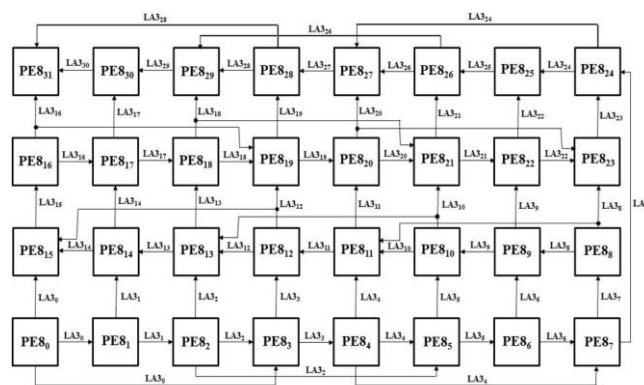 LA3₂₈ LA3₂₄
LA3₂₆
PE8₃₁ LA3₃₀ PE8₃₀ LA3₂₉ PE8₂₉ LA3₂₈ PE8₂₈ LA3₂₇ PE8₂₇ LA3₂₆ PE8₂₆ LA3₂₅ PE8₂₅ LA3₂₄ PE8₂₄
LA3₁₆ LA3₁₇ LA3₁₈ LA3₁₉ LA3₂₀ LA3₂₁ LA3₂₂ LA3₂₃
PE8₁₆ LA3₁₆ PE8₁₇ LA3₁₇ PE8₁₈ LA3₁₈ PE8₁₉ LA3₁₉ PE8₂₀ LA3₂₀ PE8₂₁ LA3₂₁ PE8₂₂ LA3₂₂ PE8₂₃
LA3₁₅ LA3₁₄ LA3₁₃ LA3₁₂ LA3₁₁ LA3₁₀ LA3₉ LA3₈
PE8₁₅ LA3₁₄ PE8₁₄ LA3₁₃ PE8₁₃ LA3₁₂ PE8₁₂ LA3₁₁ PE8₁₁ LA3₁₀ PE8₁₀ LA3₉ PE8₉ LA3₈ PE8₈
LA3₀ LA3₁ LA3₂ LA3₃ LA3₄ LA3₅ LA3₆ LA3₇
PE8₀ LA3₀ PE8₁ LA3₁ PE8₂ LA3₂ PE8₃ LA3₃ PE8₄ LA3₄ PE8₅ LA3₅ PE8₆ LA3₆ PE8₇
LA3₀ LA3₂ LA3₄